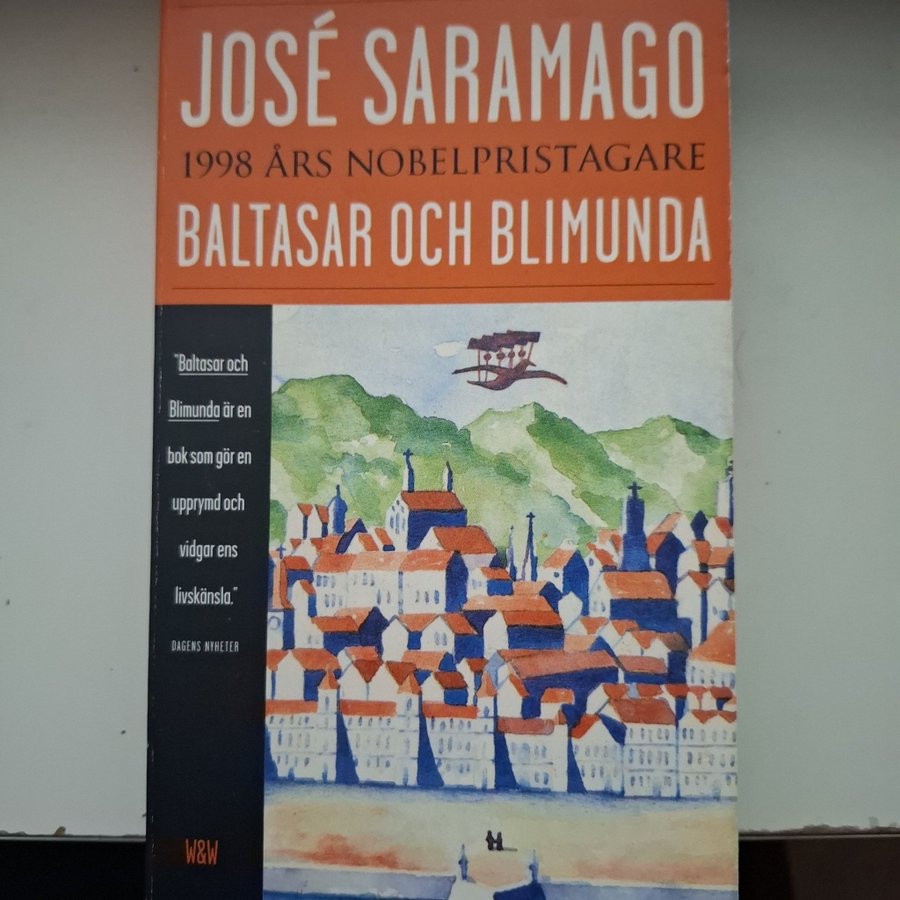 JOSÉ SARAMAGO
1998 ÅRS NOBELPRISTAGARE
BALTASAR OCH BLIMUNDA
"Baltasar och
Blimunda är en
bok som gör en
upprymd och
vidgar ens
livskänsla."
DAGENS NYHETER
W&W